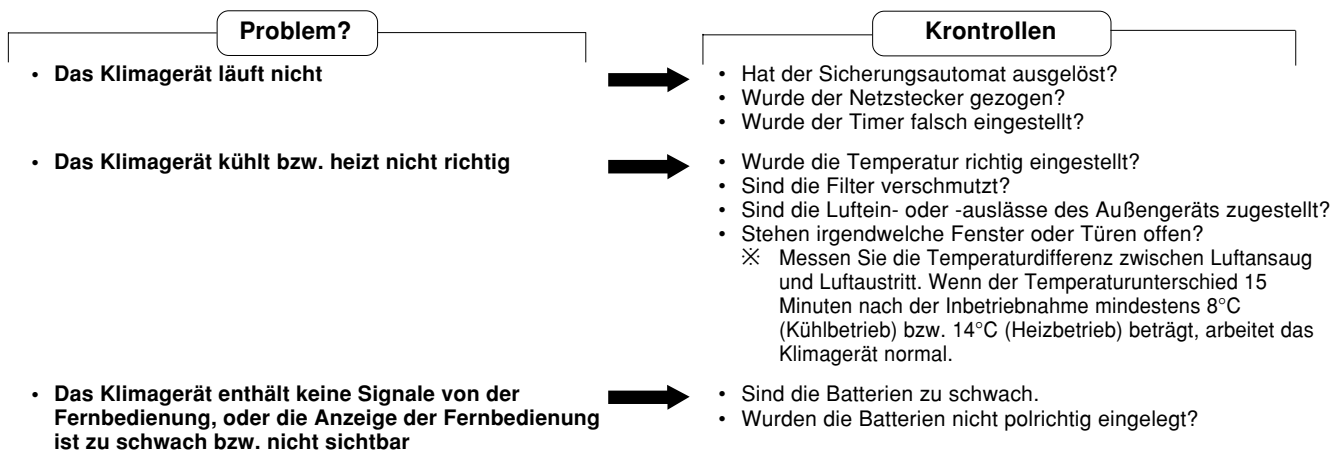 Problem?
Krontrollen
• Das Klimagerät läuft nicht
• Hat der Sicherungsautomat ausgelöst?
• Wurde der Netzstecker gezogen?
• Wurde der Timer falsch eingestellt?
• Das Klimagerät kühlt bzw. heizt nicht richtig
• Wurde die Temperatur richtig eingestellt?
• Sind die Filter verschmutzt?
• Sind die Luftein- oder -auslässe des Außengeräts zugestellt?
• Stehen irgendwelche Fenster oder Türen offen?
※ Messen Sie die Temperaturdifferenz zwischen Luftansaug
und Luftaustritt. Wenn der Temperaturunterschied 15
Minuten nach der Inbetriebnahme mindestens 8°C
(Kühlbetrieb) bzw. 14°C (Heizbetrieb) beträgt, arbeitet das
Klimagerät normal.
• Das Klimagerät enthält keine Signale von der
Fernbedienung, oder die Anzeige der Fernbedienung
ist zu schwach bzw. nicht sichtbar
• Sind die Batterien zu schwach.
• Wurden die Batterien nicht polrichtig eingelegt?